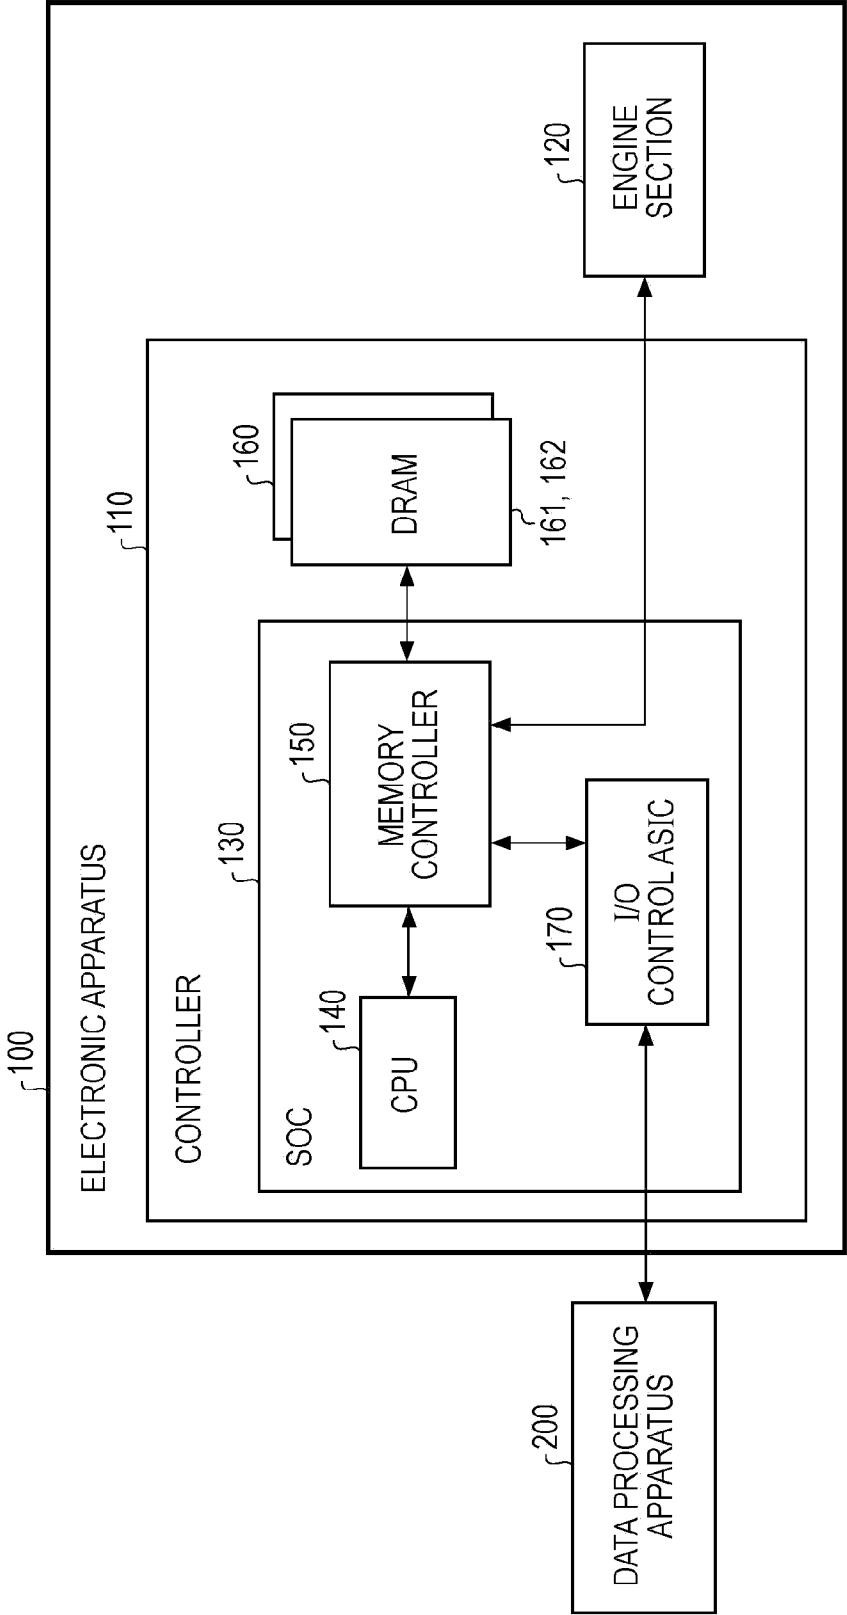 100
ELECTRONIC APPARATUS
110
CONTROLLER
130
SOC
140
CPU
150
MEMORY
CONTROLLER
160
DRAM
161, 162
170
I/O
CONTROL ASIC
120
ENGINE
SECTION
200
DATA PROCESSING
APPARATUS